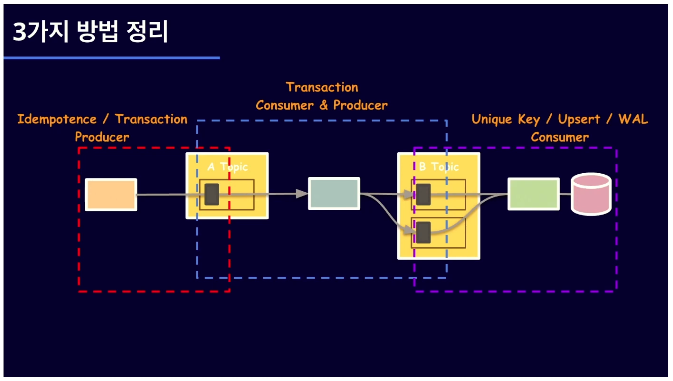 3가지 방법 정리
Transaction
Consumer & Producer
Idempotence / Transaction
Producer
Unique Key / Upsert / WAL
Consumer
A Topic
B Topic